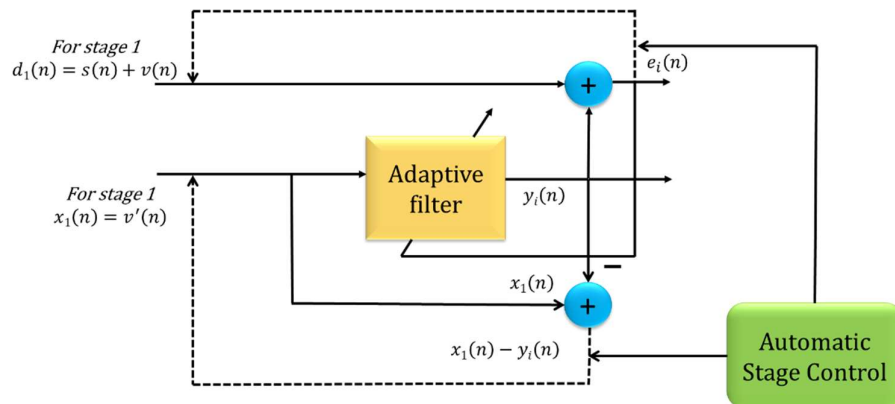 For stage 1
d₁(n) = s(n) + v(n)
+
eᵢ(n)
Adaptive
filter
yᵢ(n)
For stage 1
x₁(n) = v′(n)
–
x₁(n)
+
x₁(n) − yᵢ(n)
Automatic
Stage Control